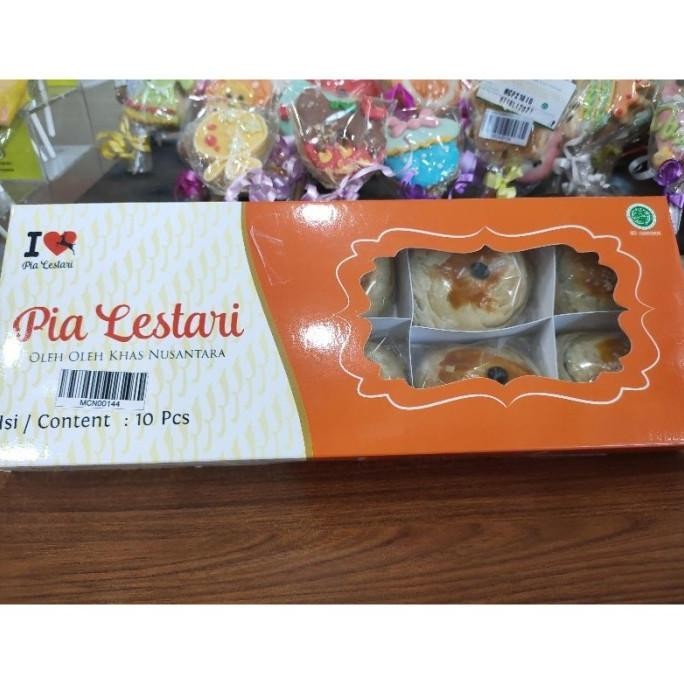 I
Pia Lestari
Pia Lestari
OLEH OLEH KHAS NUSANTARA
MCN00144
Isi / Content : 10 Pcs